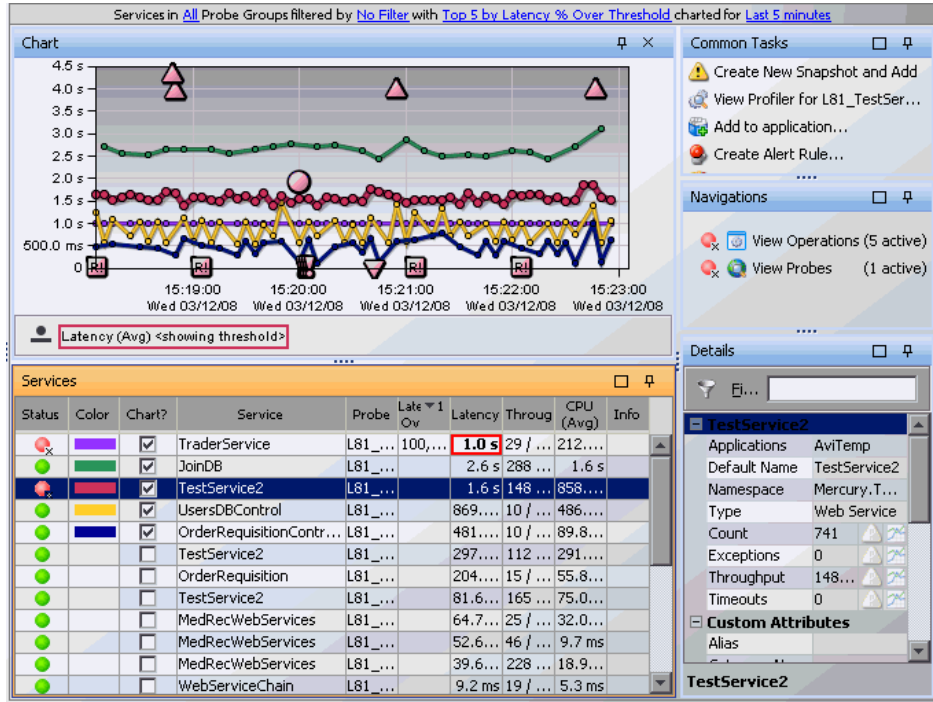 Services in All Probe Groups filtered by No Filter with Top 5 by Latency % Over Threshold charted for Last 5 minutes
Chart
4.5 s
4.0 s
3.5 s
3.0 s
2.5 s
2.0 s
1.5 s
1.0 s
500.0 ms
0
R! R! R! R!
15:19:00 15:20:00 15:21:00 15:22:00 15:23:00
Wed 03/12/08 Wed 03/12/08 Wed 03/12/08 Wed 03/12/08 Wed 03/12/08
Latency (Avg) <showing threshold>
Services
Status Color Chart? Service Probe Late 1 Ov Latency Throug CPU (Avg) Info
TraderService L81_... 100,... 1.0 s 29 / ... 212....
JoinDB L81_... 2.6 s 288 ... 1.6 s
TestService2 L81_... 1.6 s 148 ... 858....
UsersDBControl L81_... 869.... 10 / ... 486....
OrderRequisitionContr... L81_... 481.... 10 / ... 89.8...
TestService2 L81_... 297.... 112 ... 291....
OrderRequisition L81_... 204.... 15 / ... 55.8...
TestService2 L81_... 81.6... 165 ... 75.0...
MedRecWebServices L81_... 64.7... 25 / ... 32.0...
MedRecWebServices L81_... 52.6... 46 / ... 9.7 ms
MedRecWebServices L81_... 39.6... 228 ... 18.9...
WebServiceChain L81_... 9.2 ms 19 / ... 5.3 ms
Common Tasks
Create New Snapshot and Add
View Profiler for L81_TestSer...
Add to application...
Create Alert Rule...
Navigations
View Operations (5 active)
View Probes (1 active)
Details
Fi...
TestService2
Applications AviTemp
Default Name TestService2
Namespace Mercury.T...
Type Web Service
Count 741
Exceptions 0
Throughput 148...
Timeouts 0
Custom Attributes
Alias
TestService2